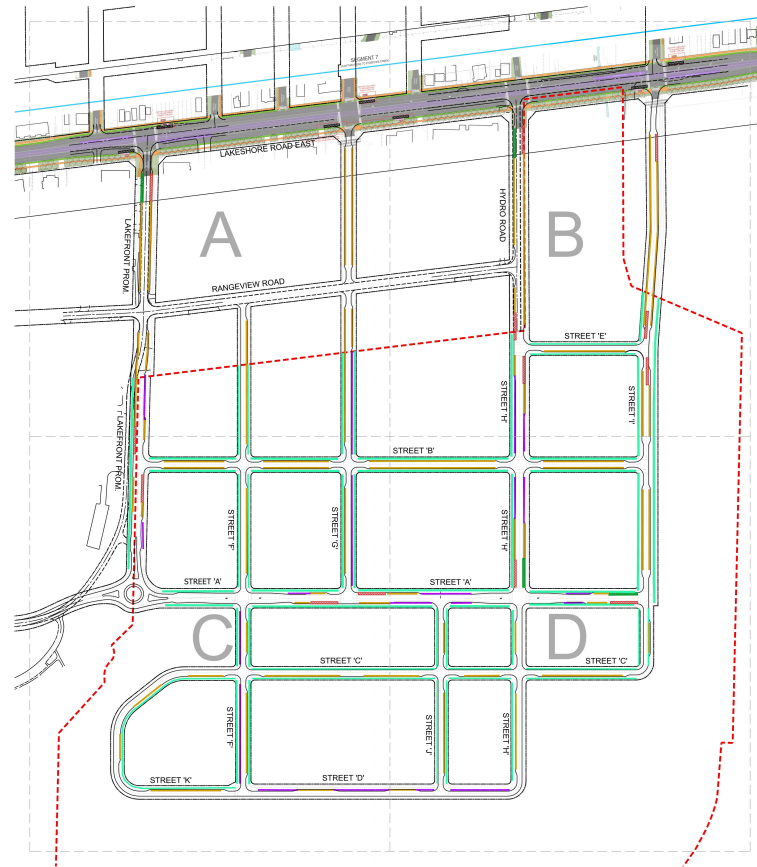 SEGMENT 7
LAKESHORE ROAD EAST
LAKEFRONT PROM.
A
HYDRO ROAD
B
RANGEVIEW ROAD
STREET 'E'
LAKEFRONT PROM.
STREET 'H'
STREET 'I'
STREET 'B'
STREET 'F'
STREET 'G'
STREET 'H'
STREET 'A'
STREET 'A'
C
D
STREET 'C'
STREET 'C'
STREET 'F'
STREET 'J'
STREET 'H'
STREET 'K'
STREET 'D'